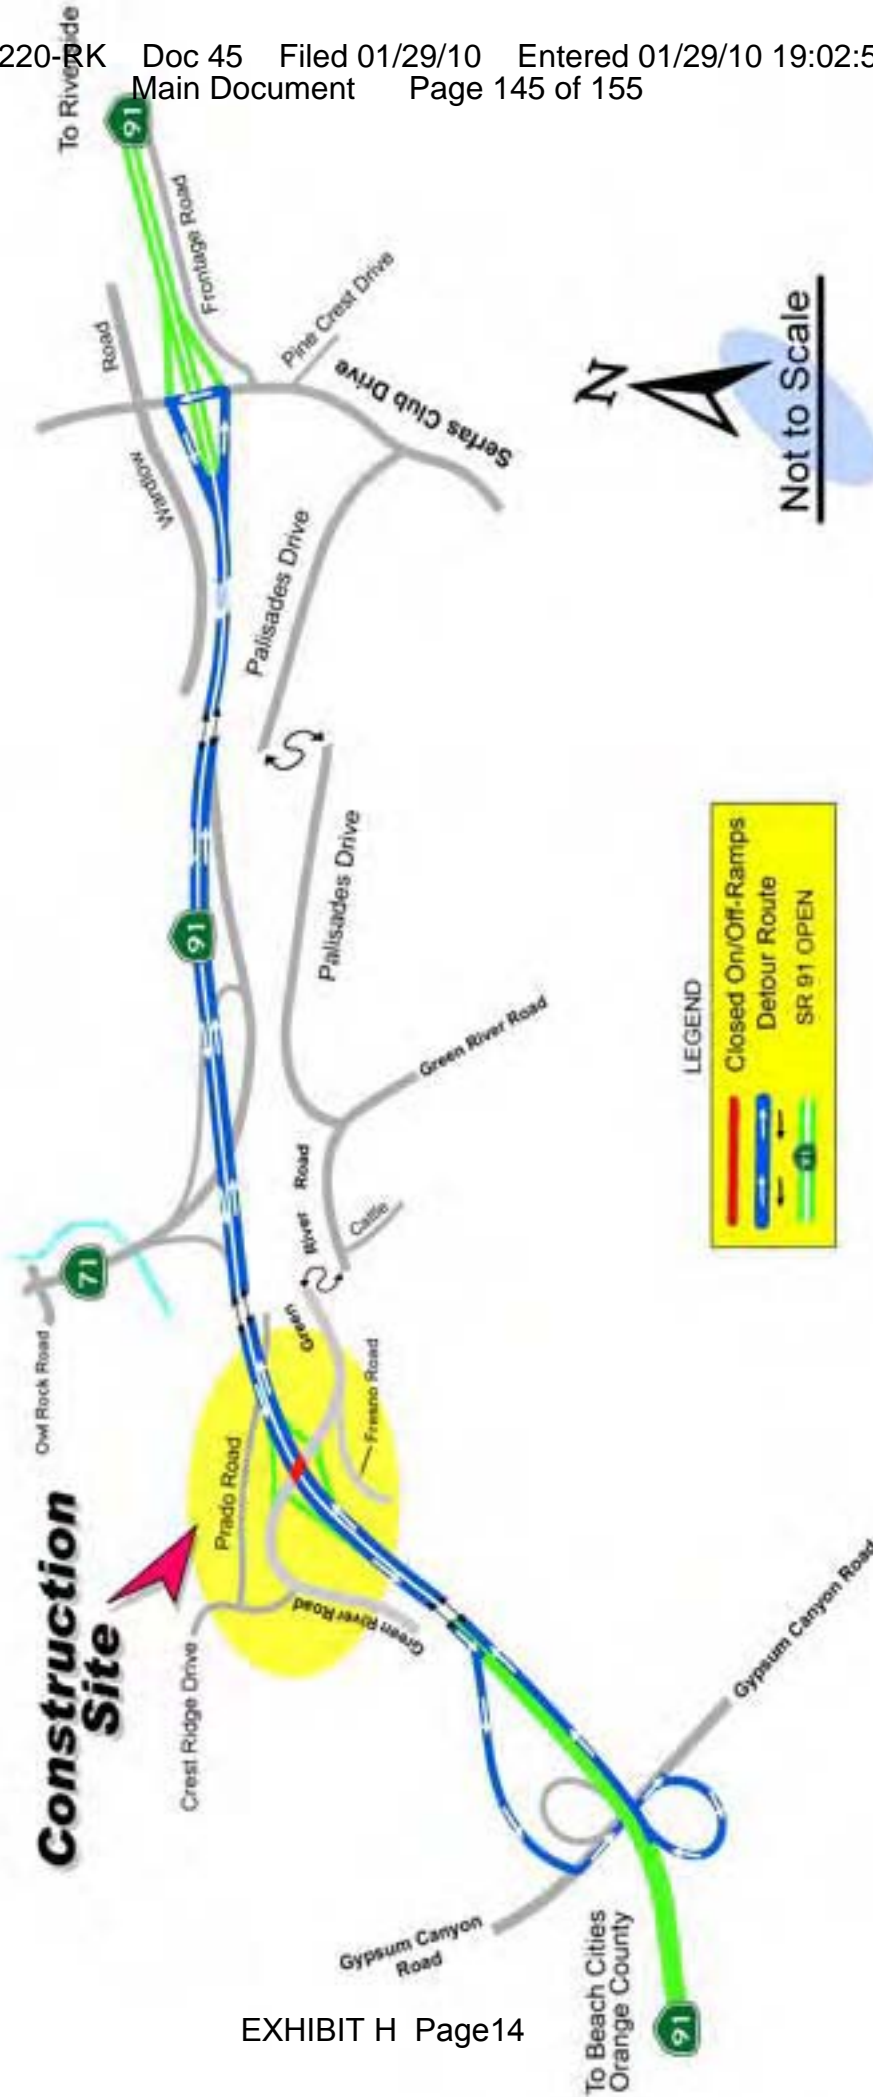 220-RK Doc 45 Filed 01/29/10 Entered 01/29/10 19:02:5
Main Document Page 145 of 155
To Riverside
91
Frontage Road
Road
Pine Crest Drive
Serfas Club Drive
Wardlow
Palisades Drive
N
Not to Scale
91
Palisades Drive
Green River Road
Green River Road
Cattle
71
Owl Rock Road
Construction
Site
Prado Road
Fresno Road
Green River Road
Crest Ridge Drive
Gypsum Canyon Road
Gypsum Canyon
Road
To Beach Cities
Orange County
91
LEGEND
Closed On/Off-Ramps
Detour Route
91
SR 91 OPEN
EXHIBIT H Page14